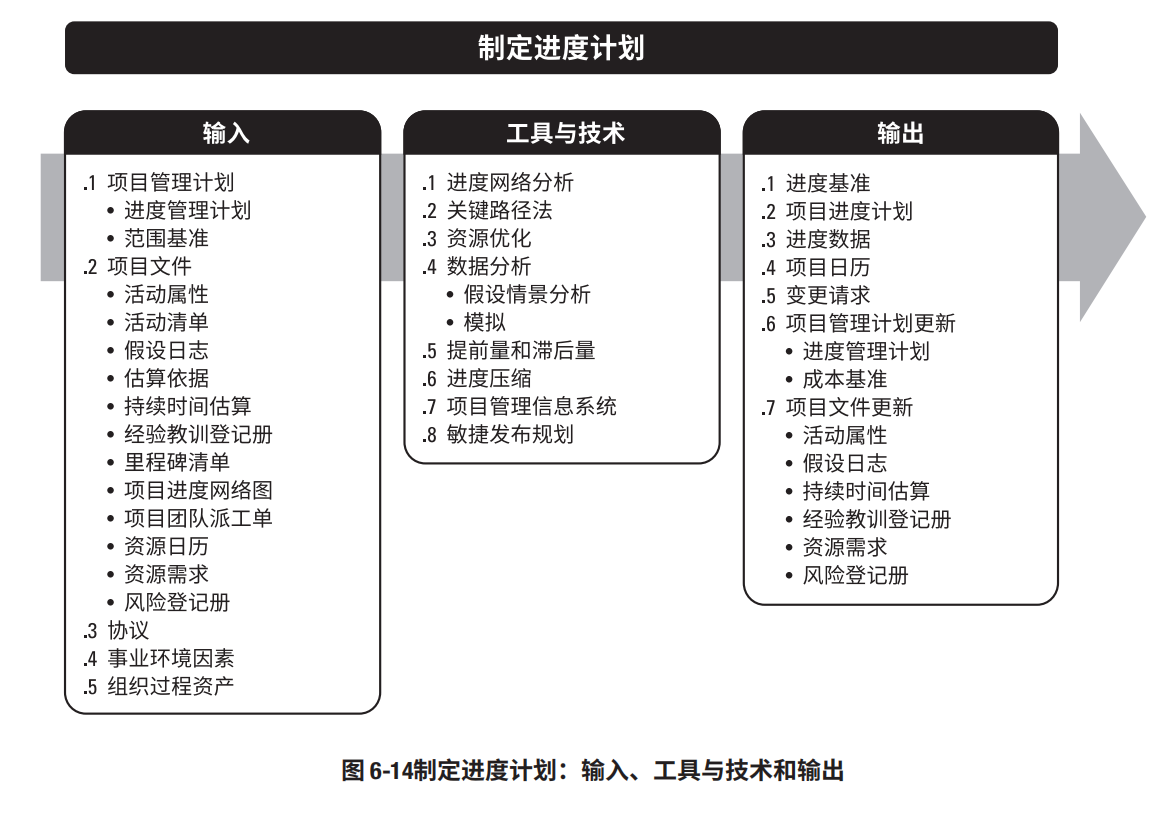 制定进度计划
输入
.1 项目管理计划
• 进度管理计划
• 范围基准
.2 项目文件
• 活动属性
• 活动清单
• 假设日志
• 估算依据
• 持续时间估算
• 经验教训登记册
• 里程碑清单
• 项目进度网络图
• 项目团队派工单
• 资源日历
• 资源需求
• 风险登记册
.3 协议
.4 事业环境因素
.5 组织过程资产
工具与技术
.1 进度网络分析
.2 关键路径法
.3 资源优化
.4 数据分析
• 假设情景分析
• 模拟
.5 提前量和滞后量
.6 进度压缩
.7 项目管理信息系统
.8 敏捷发布规划
输出
.1 进度基准
.2 项目进度计划
.3 进度数据
.4 项目日历
.5 变更请求
.6 项目管理计划更新
• 进度管理计划
• 成本基准
.7 项目文件更新
• 活动属性
• 假设日志
• 持续时间估算
• 经验教训登记册
• 资源需求
• 风险登记册
图 6-14制定进度计划：输入、工具与技术和输出